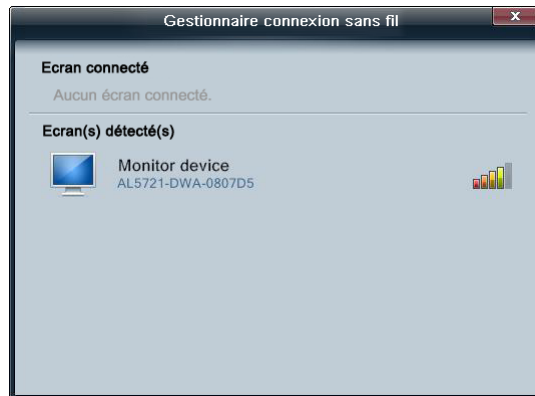 Gestionnaire connexion sans fil
x
Ecran connecté
Aucun écran connecté.
Ecran(s) détecté(s)
Monitor device
AL5721-DWA-0807D5